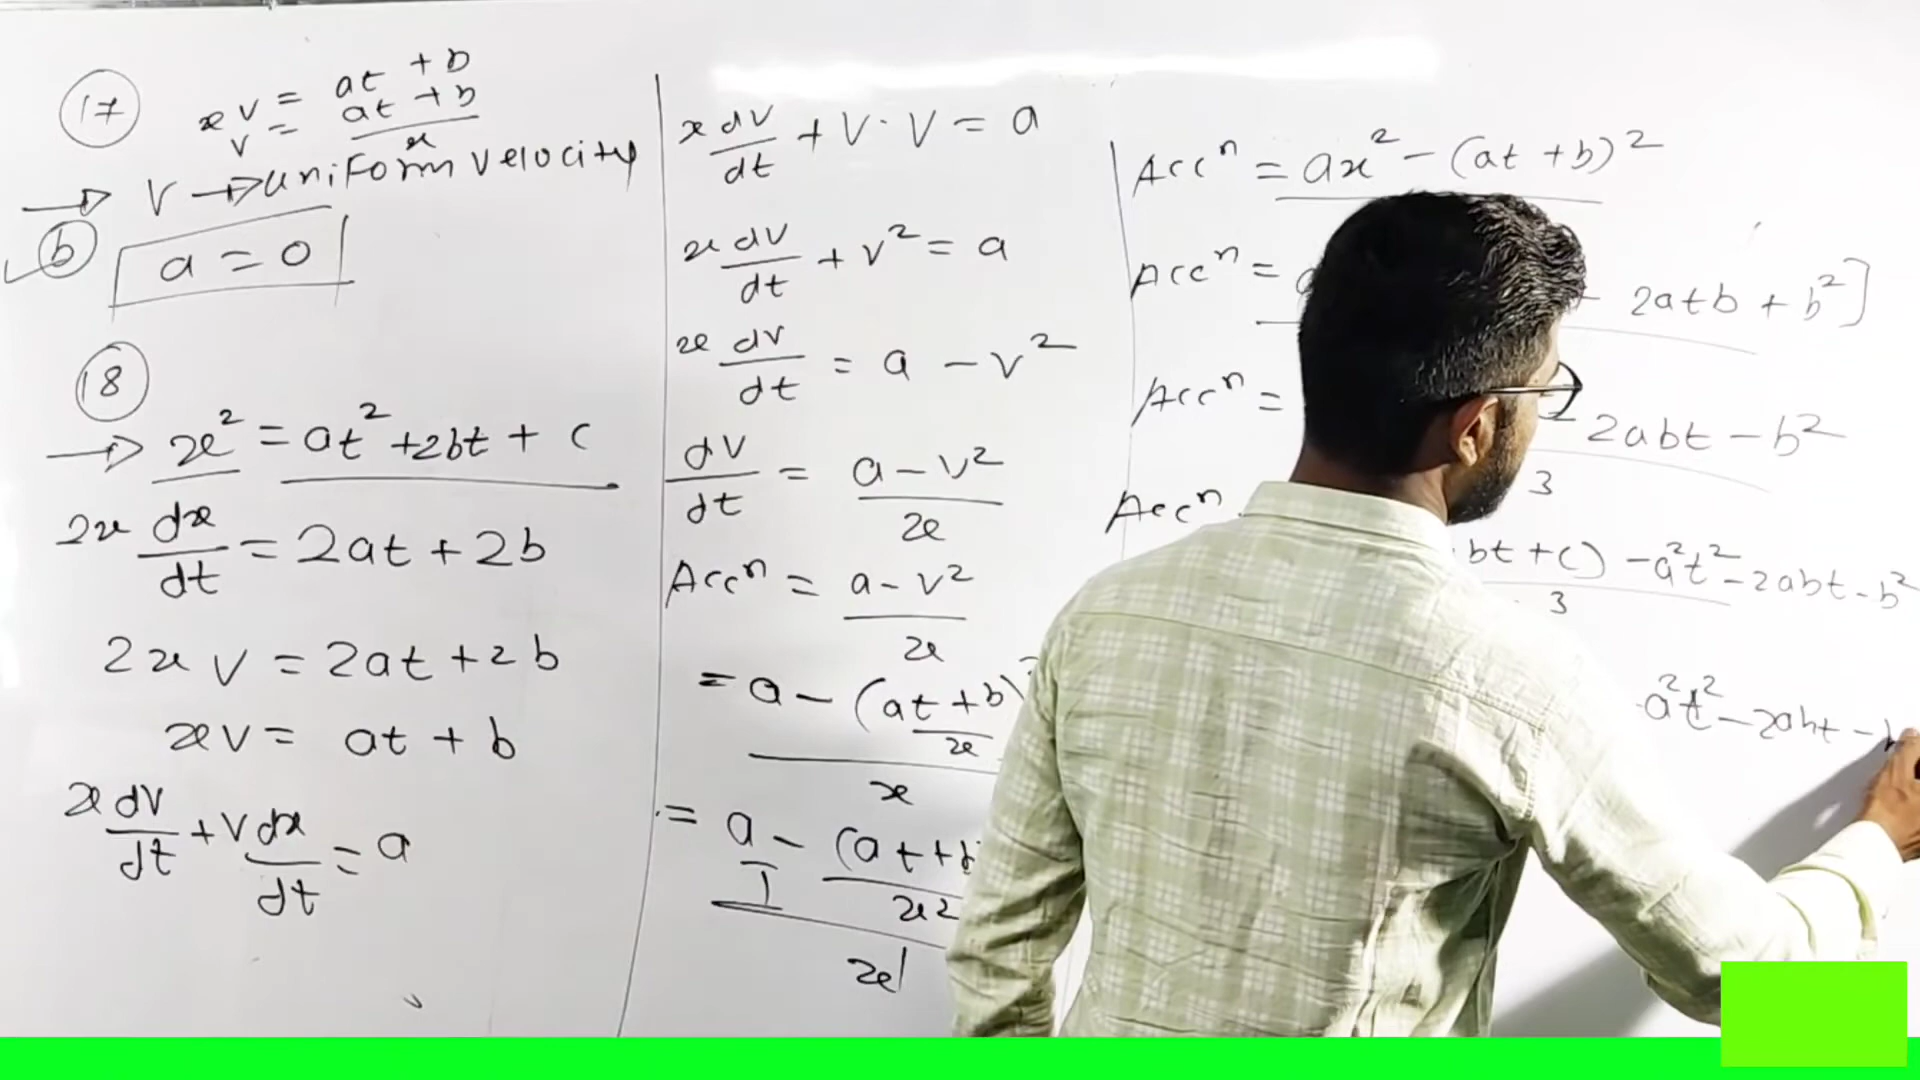 17
xv = at + b
v = at + b
x
→ V → uniform velocity
b
a = 0
18
→ x² = at² + 2bt + c
2x dx/dt = 2at + 2b
2x v = 2at + 2b
xv = at + b
x dv/dt + v dx/dt = a
x dv/dt + V · V = a
x dv/dt + v² = a
x dv/dt = a - v²
dv/dt = a - v²
x
Accⁿ = a - v²
x
= a - (at + b)
x
x
= a - (at + b
1 x²
x
Accⁿ = ax² - (at + b)²
Accⁿ =
2atb + b²]
Accⁿ =
2abt - b²
3
Accⁿ
bt + c) - a²t² - 2abt - b²
3
a²t² - 2abt -